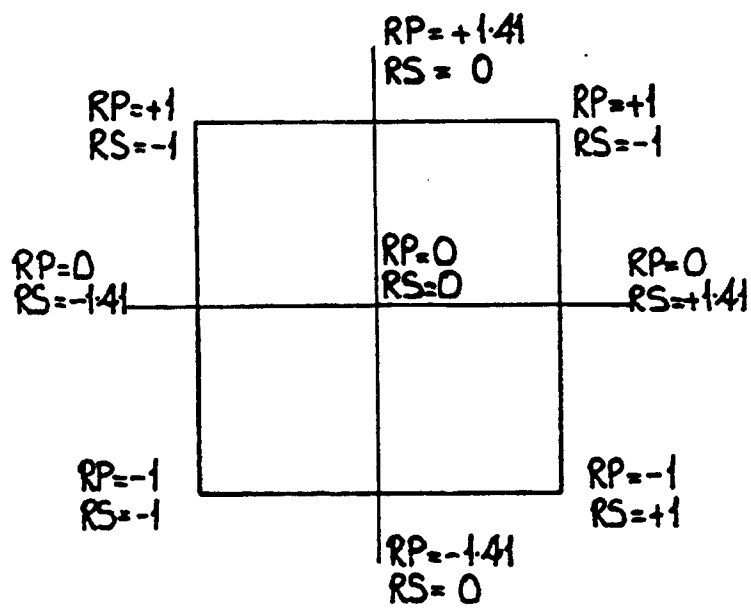 RP=+1·41
RS= 0
RP=+1
RS=-1
RP=+1
RS=-1
RP=0
RS=-1·41
RP=0
RS=0
RP=0
RS=+1·41
RP=-1
RS=-1
RP=-1
RS=+1
RP=-1·41
RS= 0